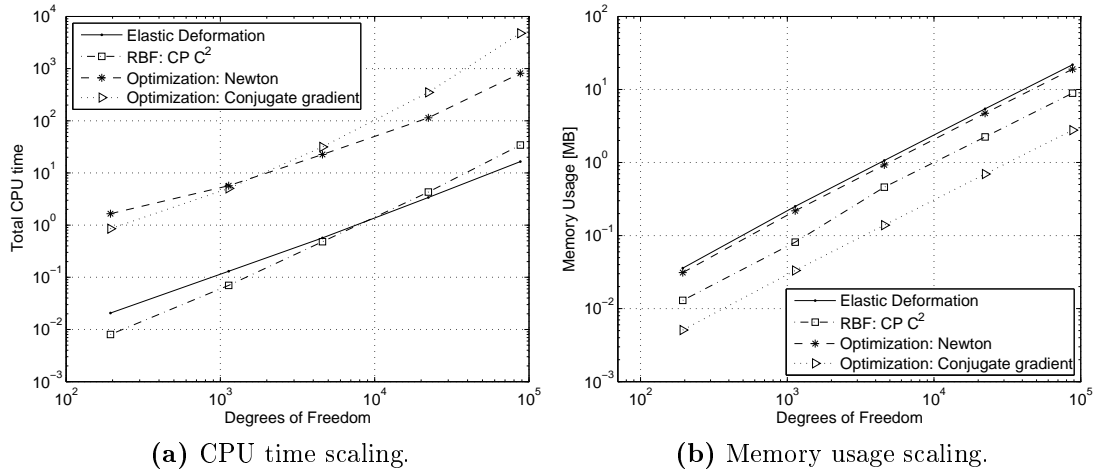 10^4
10^3
10^2
10^1
10^0
10^-1
10^-2
10^-3
Total CPU time
Elastic Deformation
RBF: CP C^2
Optimization: Newton
Optimization: Conjugate gradient
10^2
10^3
10^4
10^5
Degrees of Freedom
(a) CPU time scaling.
10^2
10^1
10^0
10^-1
10^-2
10^-3
Memory Usage [MB]
Elastic Deformation
RBF: CP C^2
Optimization: Newton
Optimization: Conjugate gradient
10^2
10^3
10^4
10^5
Degrees of Freedom
(b) Memory usage scaling.